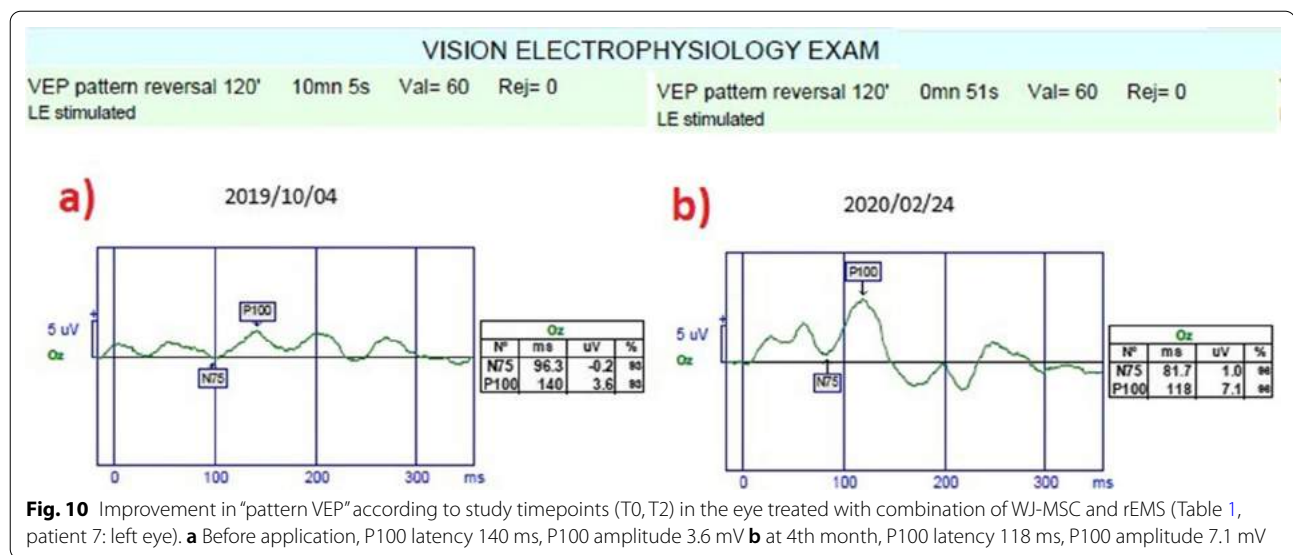 VISION ELECTROPHYSIOLOGY EXAM
VEP pattern reversal 120' 10mn 5s Val= 60 Rej= 0
LE stimulated
VEP pattern reversal 120' 0mn 51s Val= 60 Rej= 0
LE stimulated
a) 2019/10/04
P100
5 uV
Oz
N75
0 100 200 300 ms
Oz
N° ms uV %
N75 96.3 -0.2 93
P100 140 3.6 93
b) 2020/02/24
P100
5 uV
Oz
N75
0 100 200 300 ms
Oz
N° ms uV %
N75 81.7 1.0 96
P100 118 7.1 96
Fig. 10 Improvement in "pattern VEP" according to study timepoints (T0, T2) in the eye treated with combination of WJ-MSC and rEMS (Table 1,
patient 7: left eye). a Before application, P100 latency 140 ms, P100 amplitude 3.6 mV b at 4th month, P100 latency 118 ms, P100 amplitude 7.1 mV